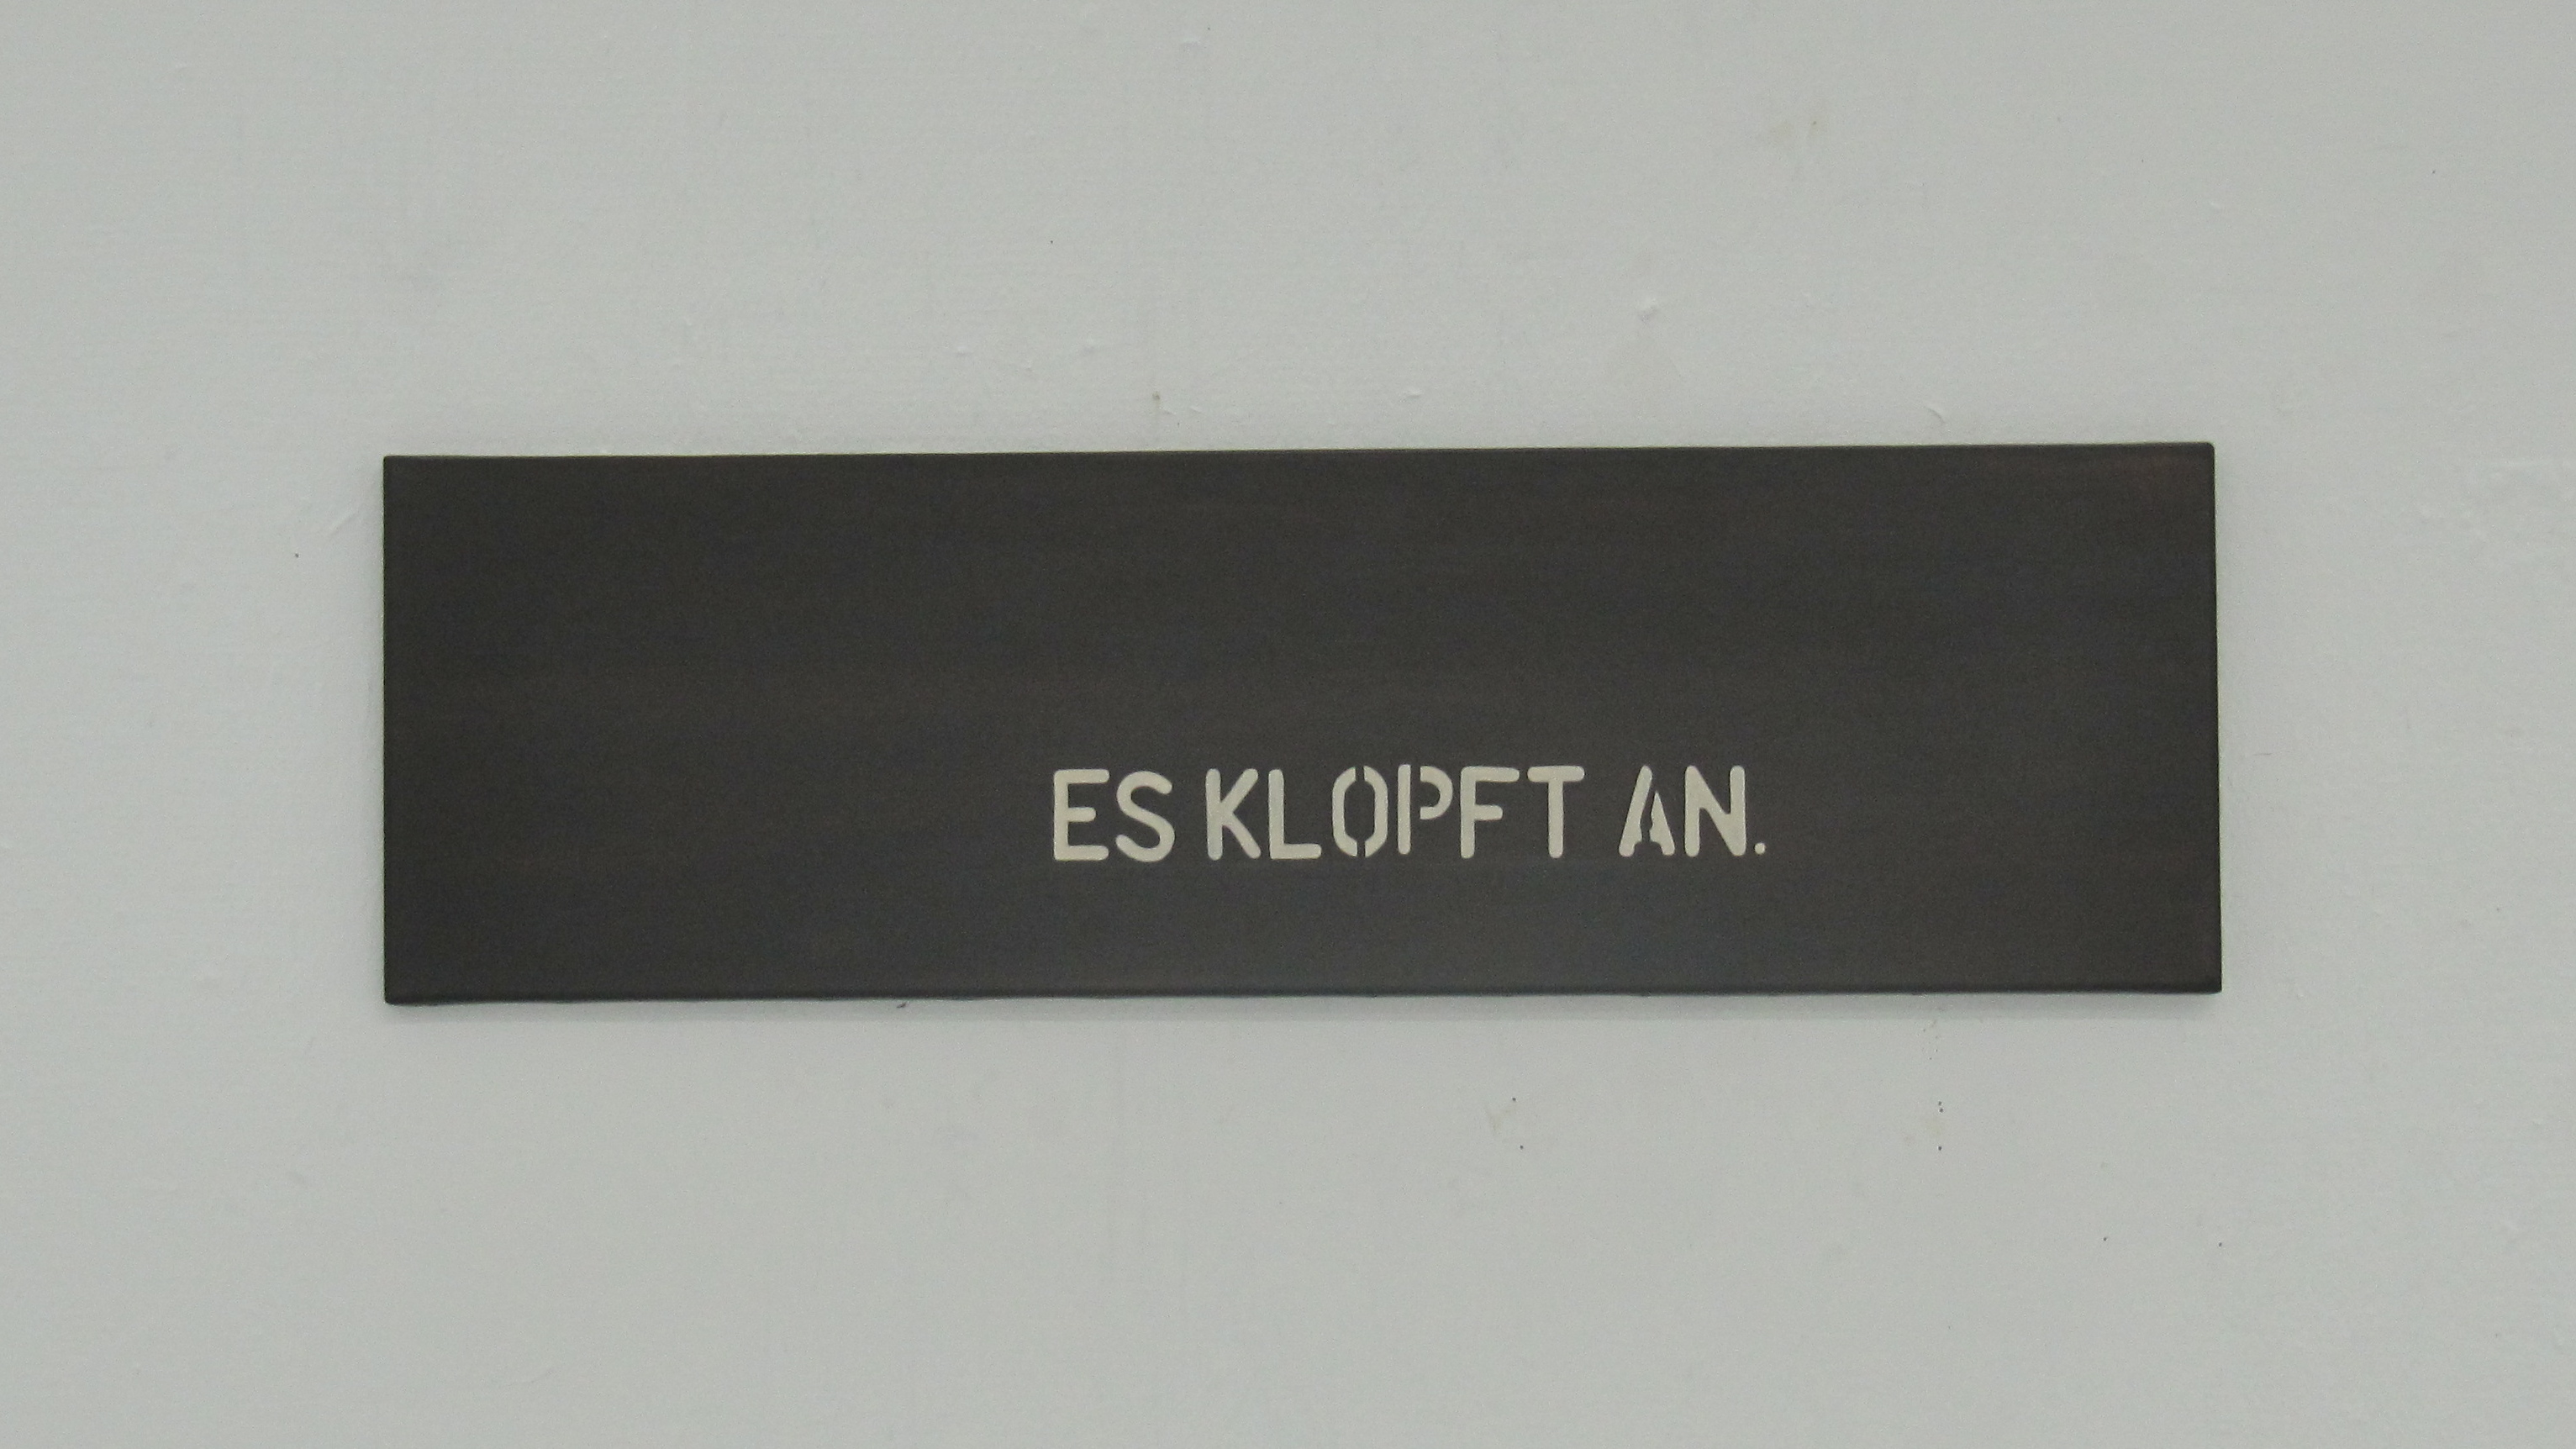 ES KLOPFT AN.